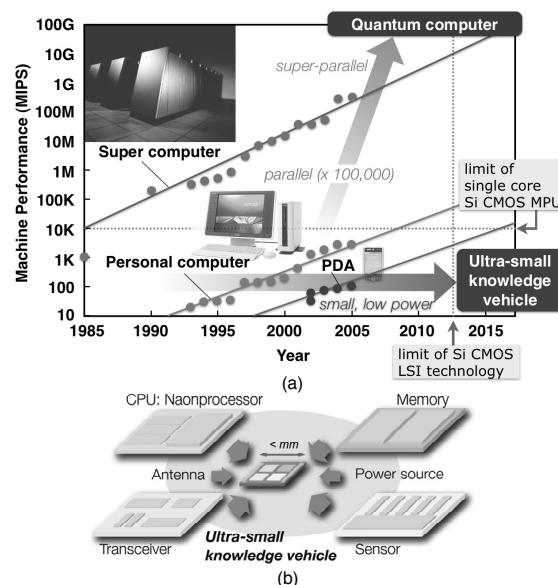 Quantum computer
100G
10G
1G
100M
10M
1M
100K
10K
1K
100
10
Machine Performance (MIPS)
super-parallel
Super computer
parallel (x 100,000)
limit of
single core
Si CMOS MPU
Personal computer
PDA
Ultra-small
knowledge
vehicle
small, low power
1985
1990
1995
2000
2005
2010
2015
Year
limit of Si CMOS
LSI technology
(a)
CPU: Naonprocessor
Memory
< mm
Antenna
Power source
Transceiver
Ultra-small
knowledge vehicle
Sensor
(b)